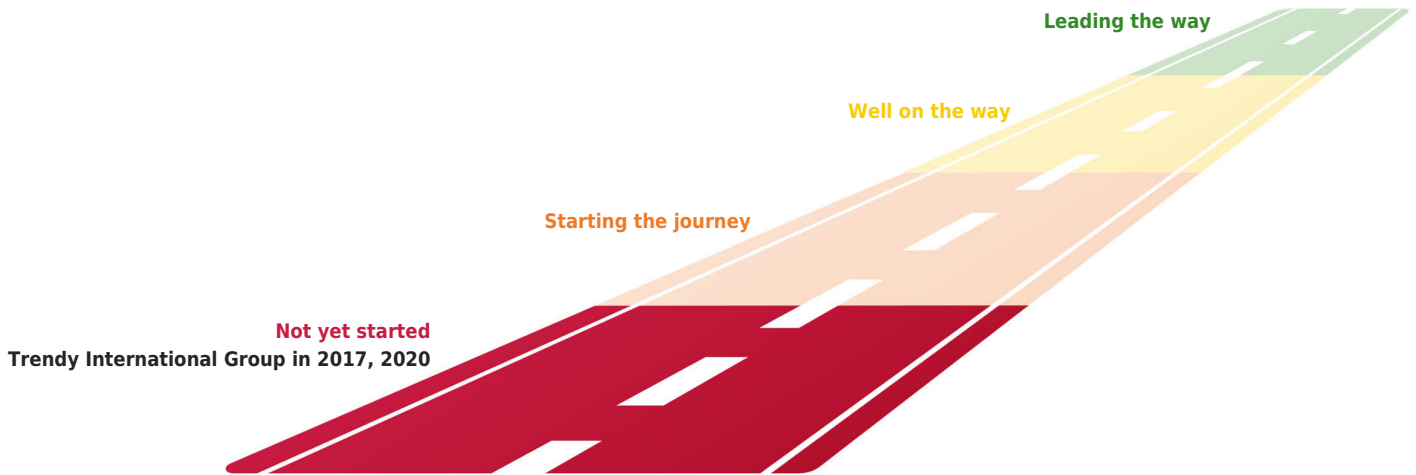 Leading the way
Well on the way
Starting the journey
Not yet started
Trendy International Group in 2017, 2020